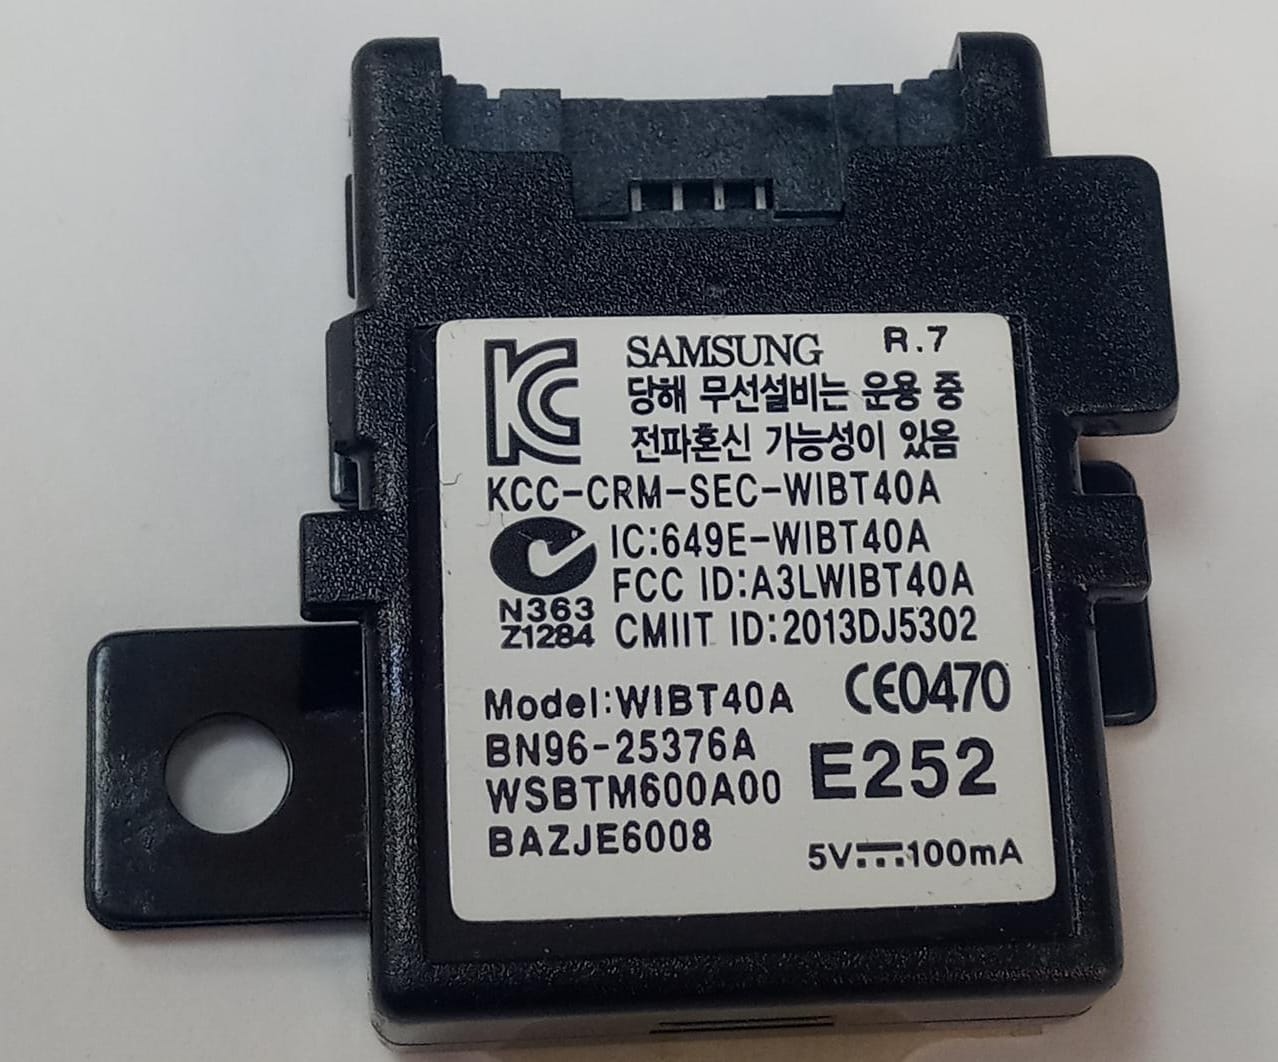 SAMSUNG R.7
당해 무선설비는 운용 중
전파혼신 가능성이 있음
KCC-CRM-SEC-WIBT40A
IC:649E-WIBT40A
FCC ID:A3LWIBT40A
N363
Z1284
CMIIT ID:2013DJ5302
Model:WIBT40A
CE0470
BN96-25376A
E252
WSBTM600A00
BAZJE6008
5V⎓100mA